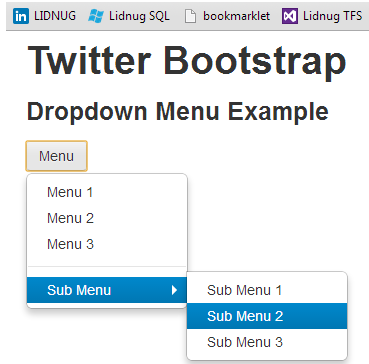 LIDNUG Lidnug SQL bookmarklet Lidnug TFS
Twitter Bootstrap
Dropdown Menu Example
Menu
Menu 1
Menu 2
Menu 3
Sub Menu
Sub Menu 1
Sub Menu 2
Sub Menu 3